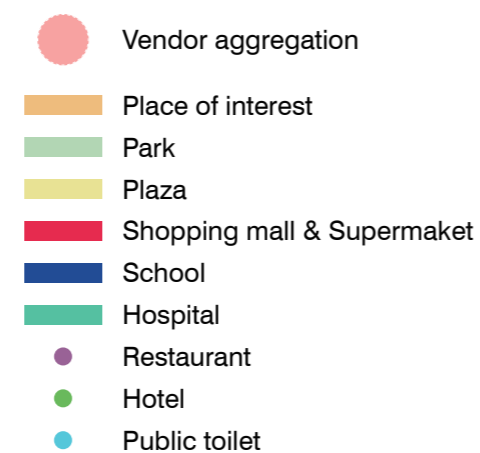 Vendor aggregation
Place of interest
Park
Plaza
Shopping mall & Supermaket
School
Hospital
Restaurant
Hotel
Public toilet